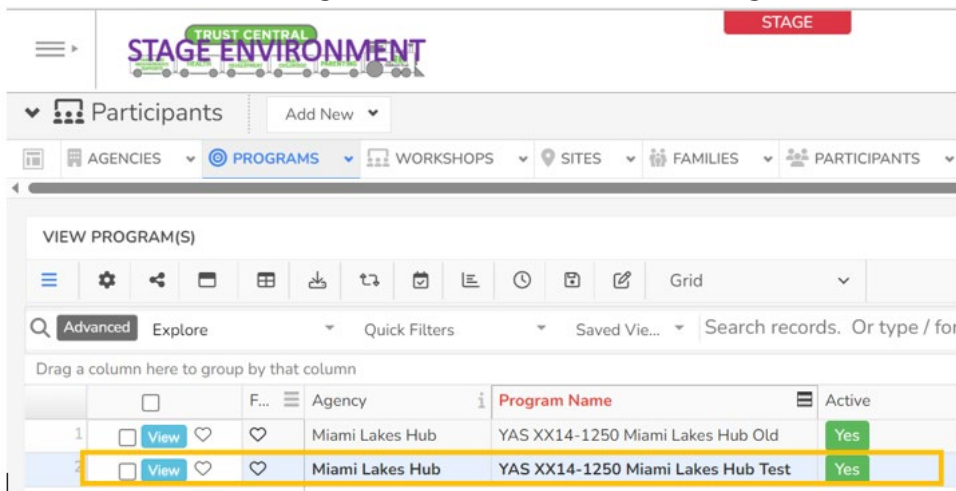 STAGE
TRUST CENTRAL
STAGE ENVIRONMENT
Participants Add New
AGENCIES PROGRAMS WORKSHOPS SITES FAMILIES PARTICIPANTS
VIEW PROGRAM(S)
Grid
Advanced Explore Quick Filters Saved Vie... Search records. Or type / for
Drag a column here to group by that column
F... Agency Program Name Active
1 View Miami Lakes Hub YAS XX14-1250 Miami Lakes Hub Old Yes
2 View Miami Lakes Hub YAS XX14-1250 Miami Lakes Hub Test Yes